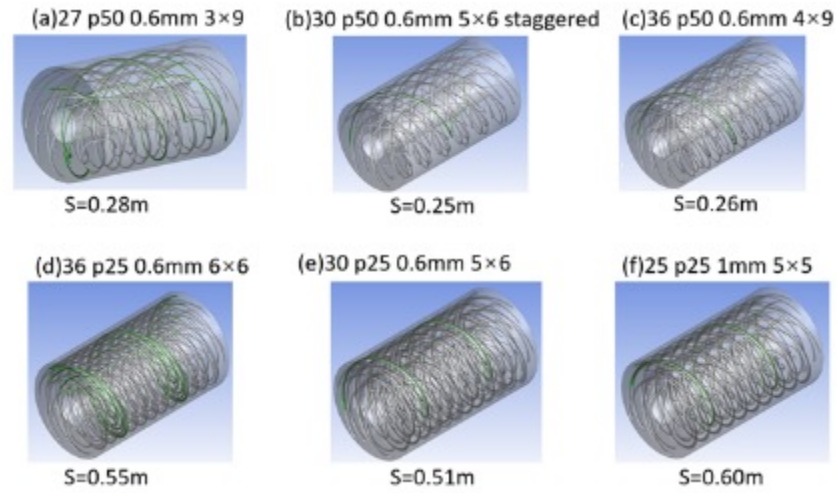 (a)27 p50 0.6mm 3×9
(b)30 p50 0.6mm 5×6 staggered
(c)36 p50 0.6mm 4×9
S=0.28m
S=0.25m
S=0.26m
(d)36 p25 0.6mm 6×6
(e)30 p25 0.6mm 5×6
(f)25 p25 1mm 5×5
S=0.55m
S=0.51m
S=0.60m